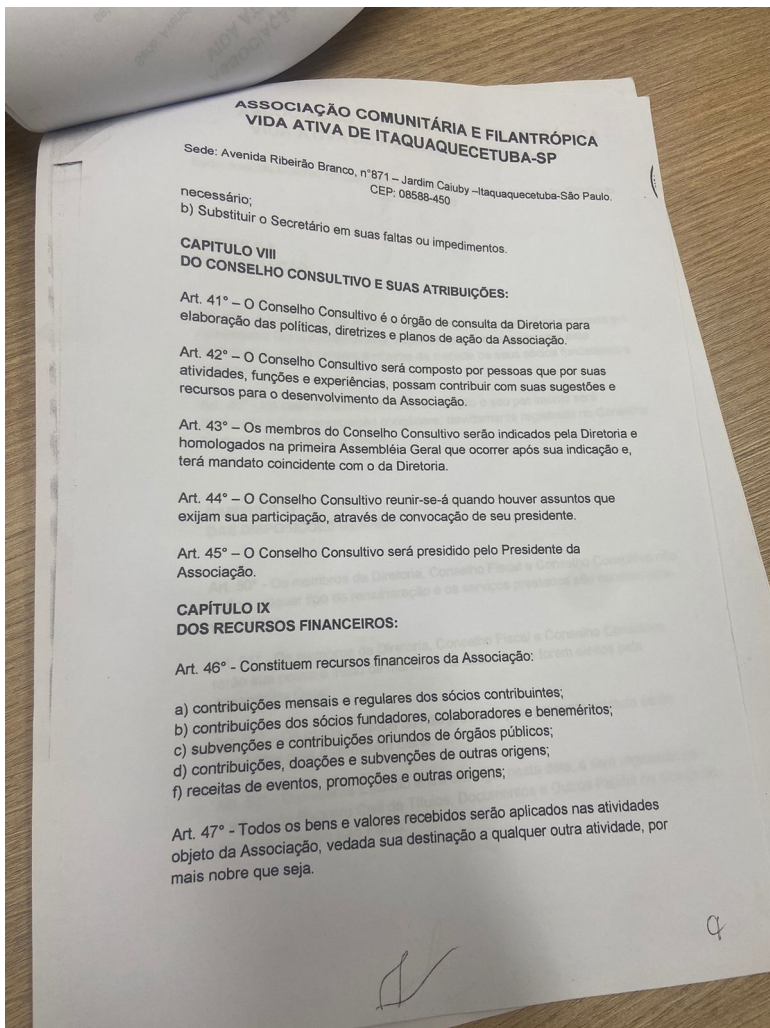 ASSOCIAÇÃO COMUNITÁRIA E FILANTRÓPICA
VIDA ATIVA DE ITAQUAQUECETUBA-SP
Sede: Avenida Ribeirão Branco, n°871 – Jardim Caiuby –Itaquaquecetuba-São Paulo.
CEP: 08588-450
necessário;
b) Substituir o Secretário em suas faltas ou impedimentos.
CAPITULO VIII
DO CONSELHO CONSULTIVO E SUAS ATRIBUIÇÕES:
Art. 41° – O Conselho Consultivo é o órgão de consulta da Diretoria para
elaboração das políticas, diretrizes e planos de ação da Associação.
Art. 42° – O Conselho Consultivo será composto por pessoas que por suas
atividades, funções e experiências, possam contribuir com suas sugestões e
recursos para o desenvolvimento da Associação.
Art. 43° – Os membros do Conselho Consultivo serão indicados pela Diretoria e
homologados na primeira Assembléia Geral que ocorrer após sua indicação e,
terá mandato coincidente com o da Diretoria.
Art. 44° – O Conselho Consultivo reunir-se-á quando houver assuntos que
exijam sua participação, através de convocação de seu presidente.
Art. 45° – O Conselho Consultivo será presidido pelo Presidente da
Associação.
CAPÍTULO IX
DOS RECURSOS FINANCEIROS:
Art. 46° - Constituem recursos financeiros da Associação:
a) contribuições mensais e regulares dos sócios contribuintes;
b) contribuições dos sócios fundadores, colaboradores e beneméritos;
c) subvenções e contribuições oriundos de órgãos públicos;
d) contribuições, doações e subvenções de outras origens;
f) receitas de eventos, promoções e outras origens;
Art. 47° - Todos os bens e valores recebidos serão aplicados nas atividades
objeto da Associação, vedada sua destinação a qualquer outra atividade, por
mais nobre que seja.